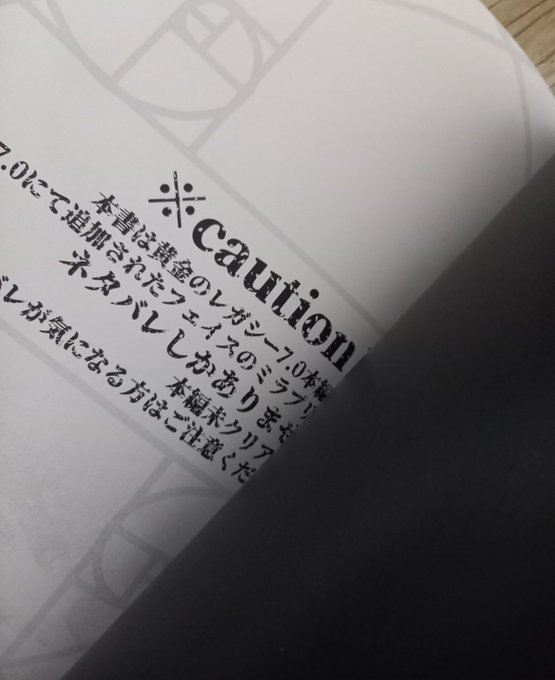 ※caution
本書は黄金のレガシー7.0本編
7.0にて追加されたフェイスのミラプリ
ネタバレしかありませ
本編未クリア
バレが気になる方はご注意くだ